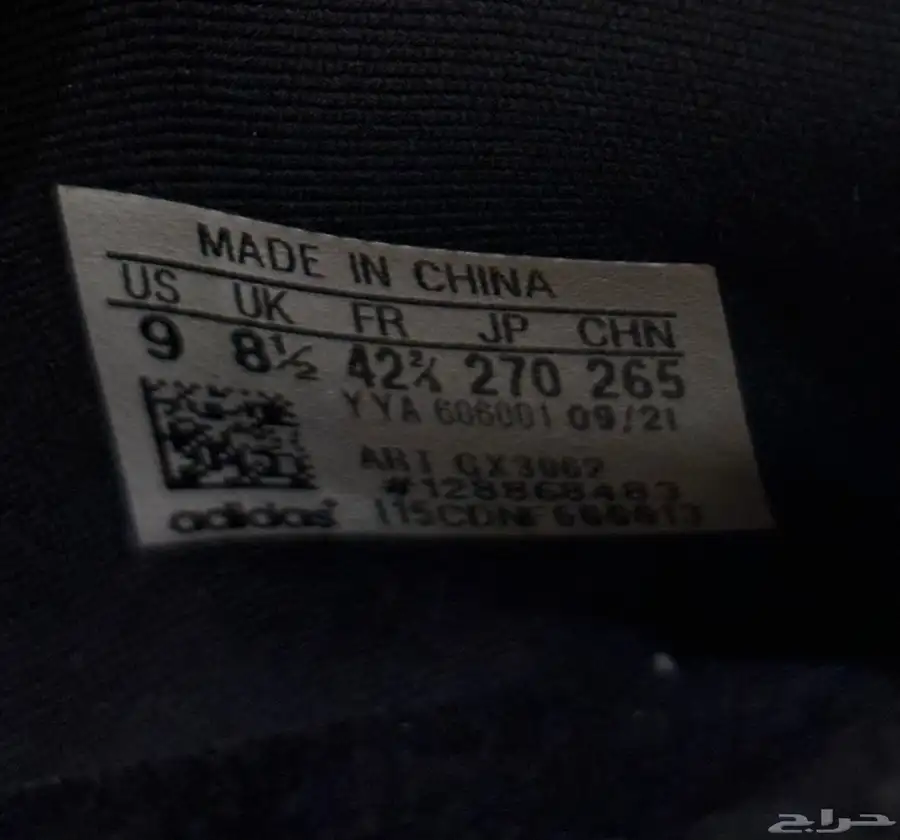 MADE IN CHINA
US UK FR JP CHN
9 8½ 42⅔ 270 265
YYA 606001 09/21
ART GX3067
#128868483
adidas
حراج